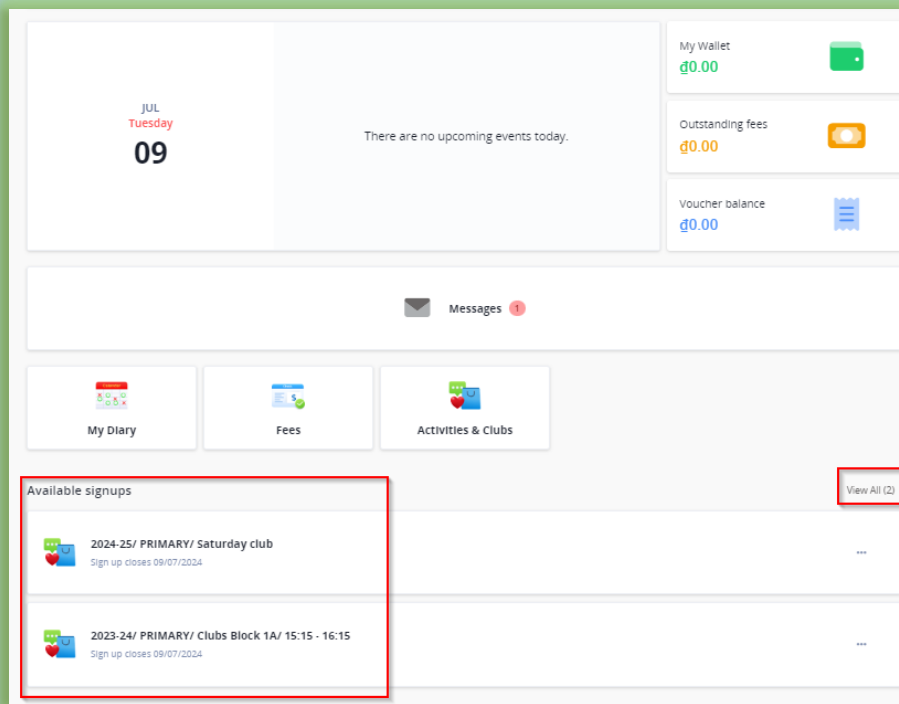 JUL
Tuesday
09
There are no upcoming events today.
My Wallet
₫0.00
Outstanding fees
₫0.00
Voucher balance
₫0.00
Messages 1
My Diary
Fees
Activities & Clubs
Available signups
View All (2)
2024-25/ PRIMARY/ Saturday club
Sign up closes 09/07/2024
2023-24/ PRIMARY/ Clubs Block 1A/ 15:15 - 16:15
Sign up closes 09/07/2024